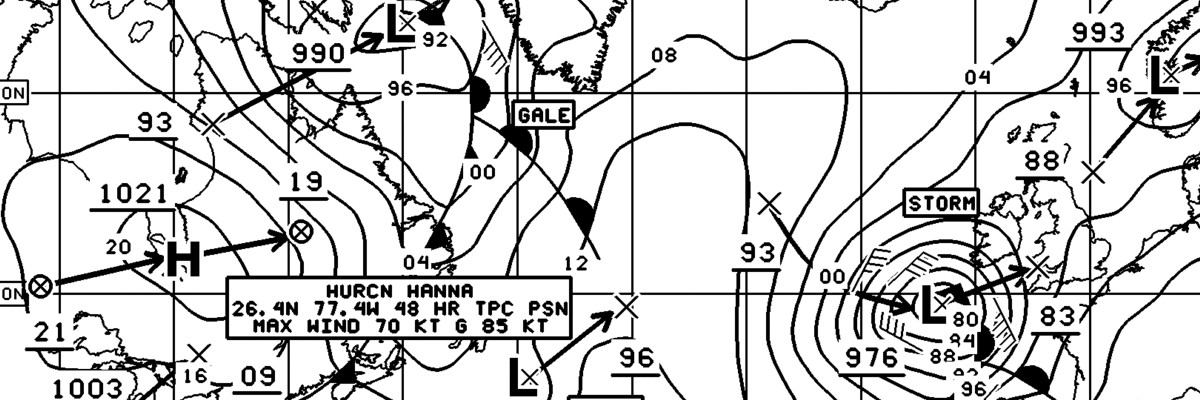 990
L
92
993
L
96
08
04
96
0N
GALE
93
00
88
1021
19
STORM
20
H
04
12
93
00
0N
HURCN HANNA
26.4N 77.4W 48 HR TPC PSN
MAX WIND 70 KT G 85 KT
L
80
83
21
84
976
88
96
1003
16
09
L
96